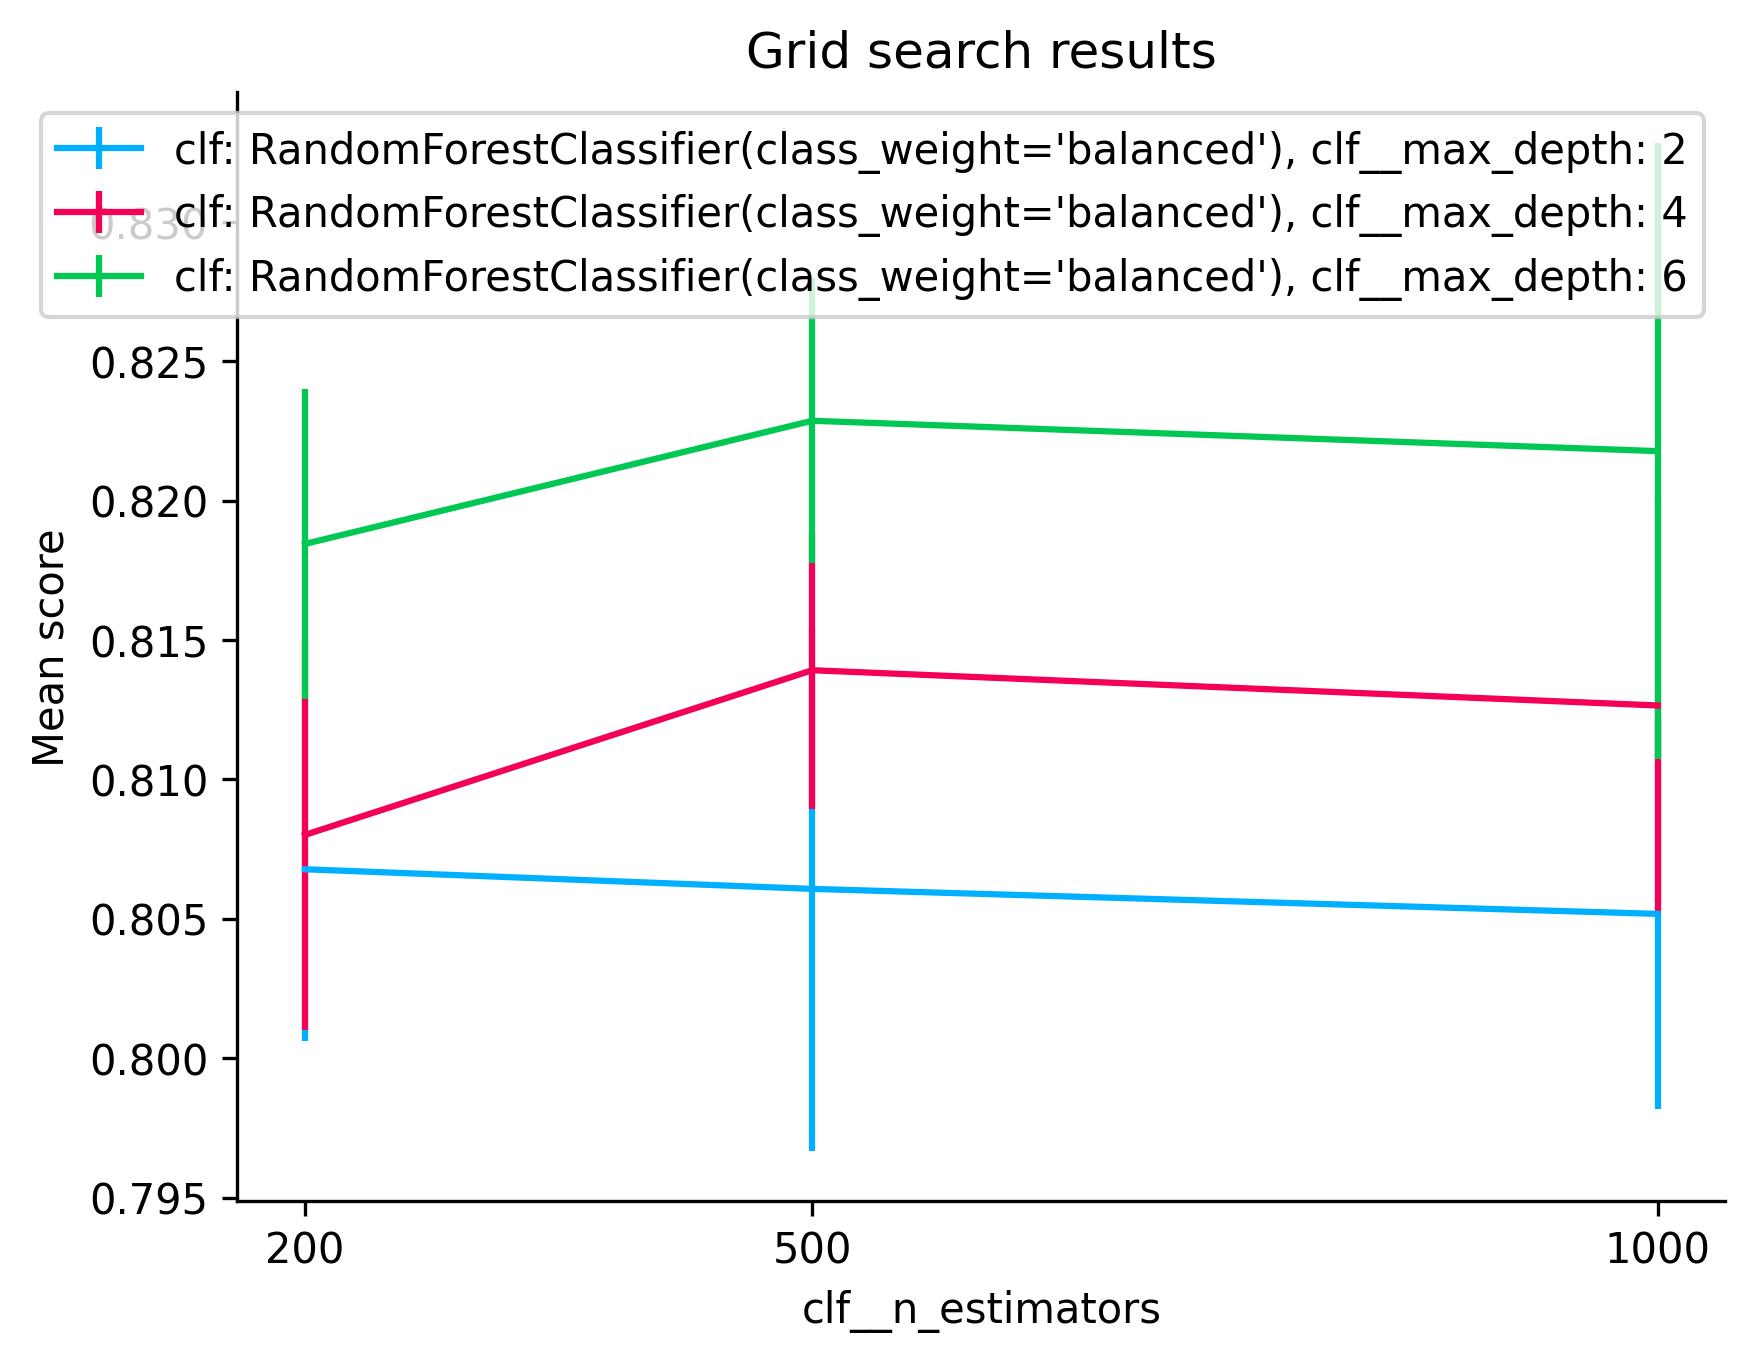 Grid search results
clf: RandomForestClassifier(class_weight='balanced'), clf__max_depth: 2
clf: RandomForestClassifier(class_weight='balanced'), clf__max_depth: 4
clf: RandomForestClassifier(class_weight='balanced'), clf__max_depth: 6
0.830
0.825
0.820
0.815
0.810
0.805
0.800
0.795
Mean score
200 500 1000
clf__n_estimators